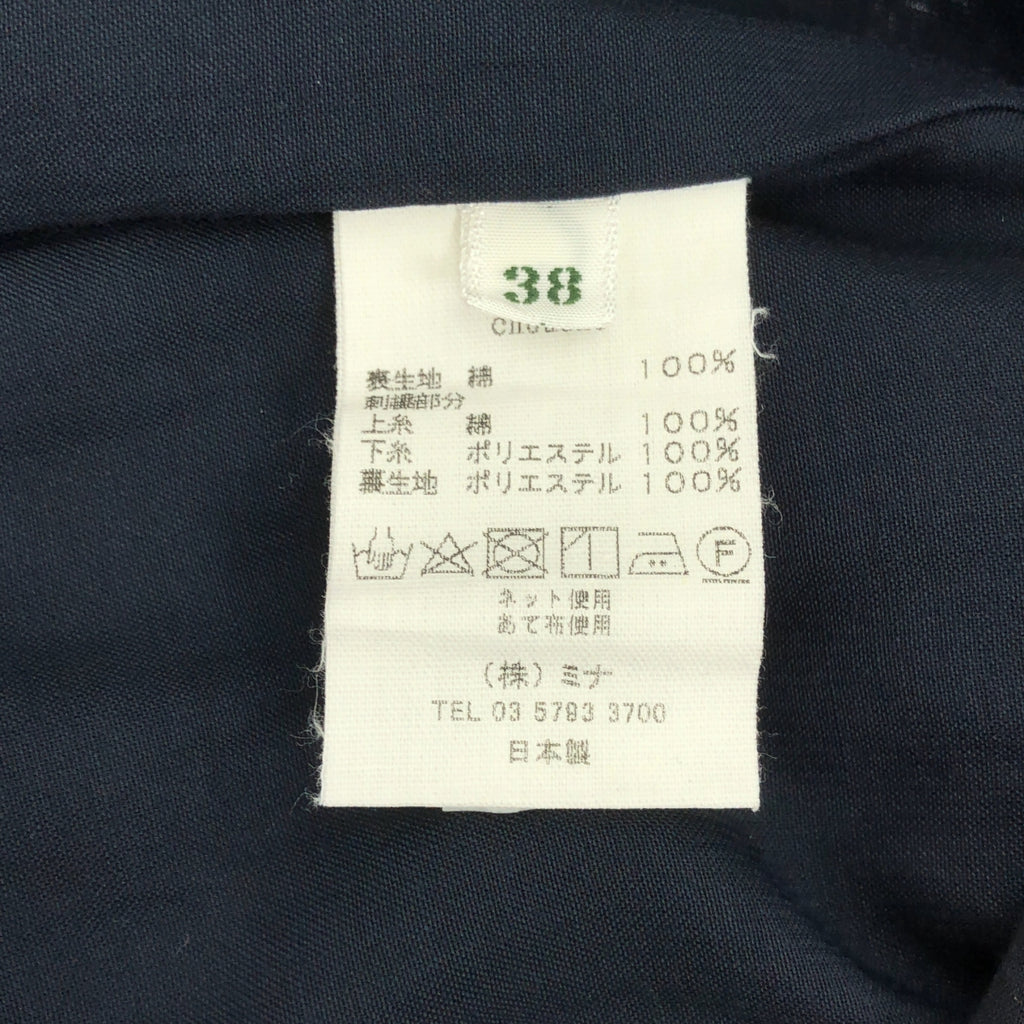 38
表生地 綿 100%
刺繍部分
上糸 綿 100%
下糸 ポリエステル 100%
裏生地 ポリエステル 100%
F
ネット使用
あて布使用
(株)ミナ
TEL 03 5793 3700
日本製